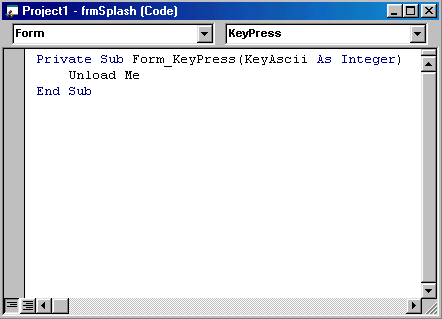 Project1 - frmSplash (Code)
Form KeyPress
Private Sub Form_KeyPress(KeyAscii As Integer)
    Unload Me
End Sub